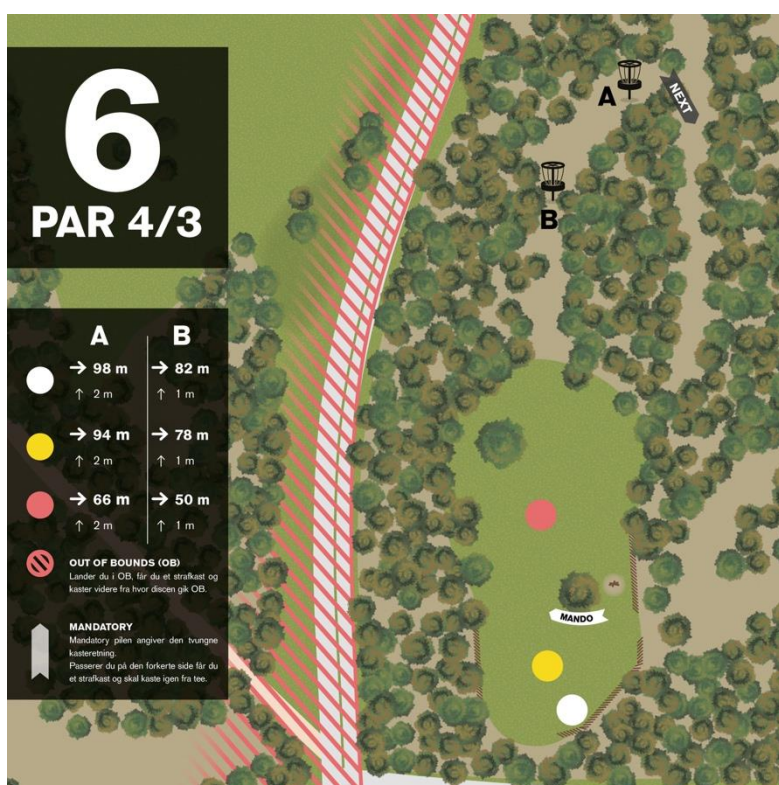 6
PAR 4/3
A B
→ 98 m → 82 m
↑ 2 m ↑ 1 m
→ 94 m → 78 m
↑ 2 m ↑ 1 m
→ 66 m → 50 m
↑ 2 m ↑ 1 m
OUT OF BOUNDS (OB)
Lander du i OB, får du et strafkast og
kaster videre fra hvor discen gik OB.
MANDATORY
Mandatory pilen angiver den tvungne
kasteretning.
Passerer du på den forkerte side får du
et strafkast og skal kaste igen fra tee.
A
NEXT
B
MANDO